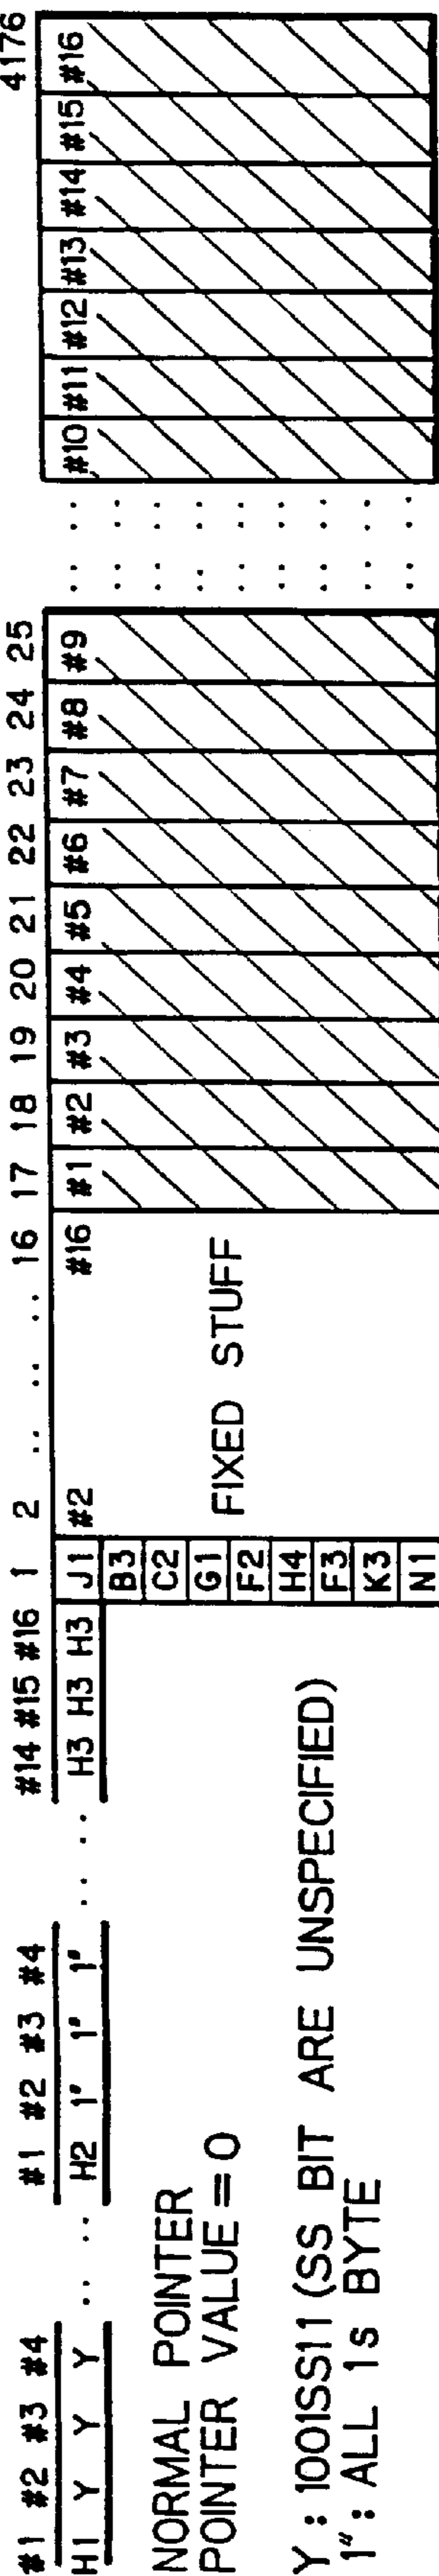 #1 #2 #3 #4 #1 #2 #3 #4 #14 #15 #16 1 2 .. .. .. 16 17 18 19 20 21 22 23 24 25 4176
H1 Y Y Y .. .. H2 1" 1" 1" .. .. H3 H3 H3 J1 #2 #16 #1 #2 #3 #4 #5 #6 #7 #8 #9 .. .. #10 #11 #12 #13 #14 #15 #16
B3
C2
G1
F2
H4
F3
K3
N1
FIXED STUFF
NORMAL POINTER
POINTER VALUE = 0
Y : 1001SS11 (SS BIT ARE UNSPECIFIED)
1" : ALL 1s BYTE